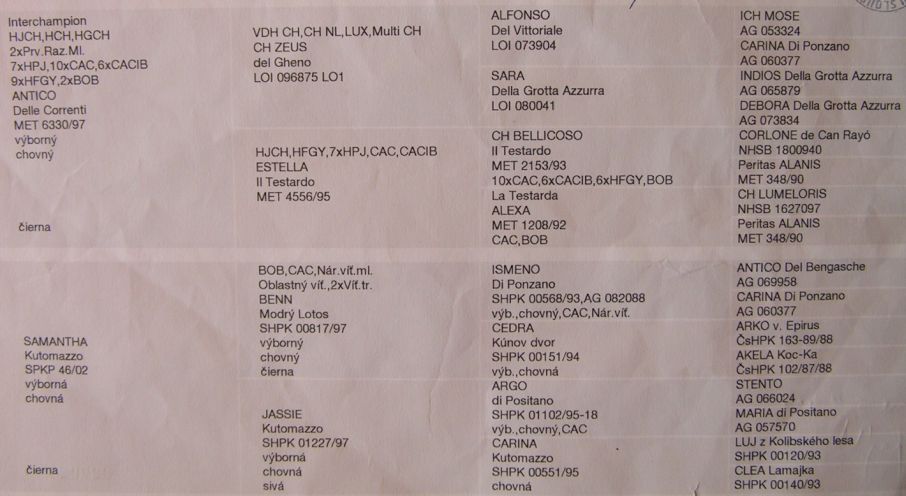 Interchampion
HJCH,HCH,HGCH
2xPrv.Raz.Ml.
7xHPJ,10xCAC,6xCACIB
9xHFGY,2xBOB
ANTICO
Delle Correnti
MET 6330/97
výborný
chovný
čierna
SAMANTHA
Kutomazzo
SPKP 46/02
výborná
chovná
čierna
VDH CH,CH NL,LUX,Multi CH
CH ZEUS
del Gheno
LOI 096875 LO1
HJCH,HFGY,7xHPJ,CAC,CACIB
ESTELLA
Il Testardo
MET 4556/95
BOB,CAC,Nár.víť.ml.
Oblastný víť.,2xVíť.tr.
BENN
Modrý Lotos
SHPK 00817/97
výborný
chovný
čierna
JASSIE
Kutomazzo
SHPK 01227/97
výborná
chovná
sivá
ALFONSO
Del Vittoriale
LOI 073904
SARA
Della Grotta Azzurra
LOI 080041
CH BELLICOSO
Il Testardo
MET 2153/93
10xCAC,6xCACIB,6xHFGY,BOB
La Testarda
ALEXA
MET 1208/92
CAC,BOB
ISMENO
Di Ponzano
SHPK 00568/93,AG 082088
výb.,chovný,CAC,Nár.víť.
CEDRA
Kúnov dvor
SHPK 00151/94
výb.,chovná
ARGO
di Positano
SHPK 01102/95-18
výb.,chovný,CAC
CARINA
Kutomazzo
SHPK 00551/95
chovná
ICH MOSE
AG 053324
CARINA Di Ponzano
AG 060377
INDIOS Della Grotta Azzurra
AG 065879
DEBORA Della Grotta Azzurra
AG 073834
CORLONE de Can Rayó
NHSB 1800940
Peritas ALANIS
MET 348/90
CH LUMELORIS
NHSB 1627097
Peritas ALANIS
MET 348/90
ANTICO Del Bengasche
AG 069958
CARINA Di Ponzano
AG 060377
ARKO v. Epirus
ČsHPK 163-89/88
AKELA Koc-Ka
ČsHPK 102/87/88
STENTO
AG 066024
MARIA di Positano
AG 057570
LUJ z Kolibského lesa
SHPK 00120/93
CLEA Lamajka
SHPK 00140/93